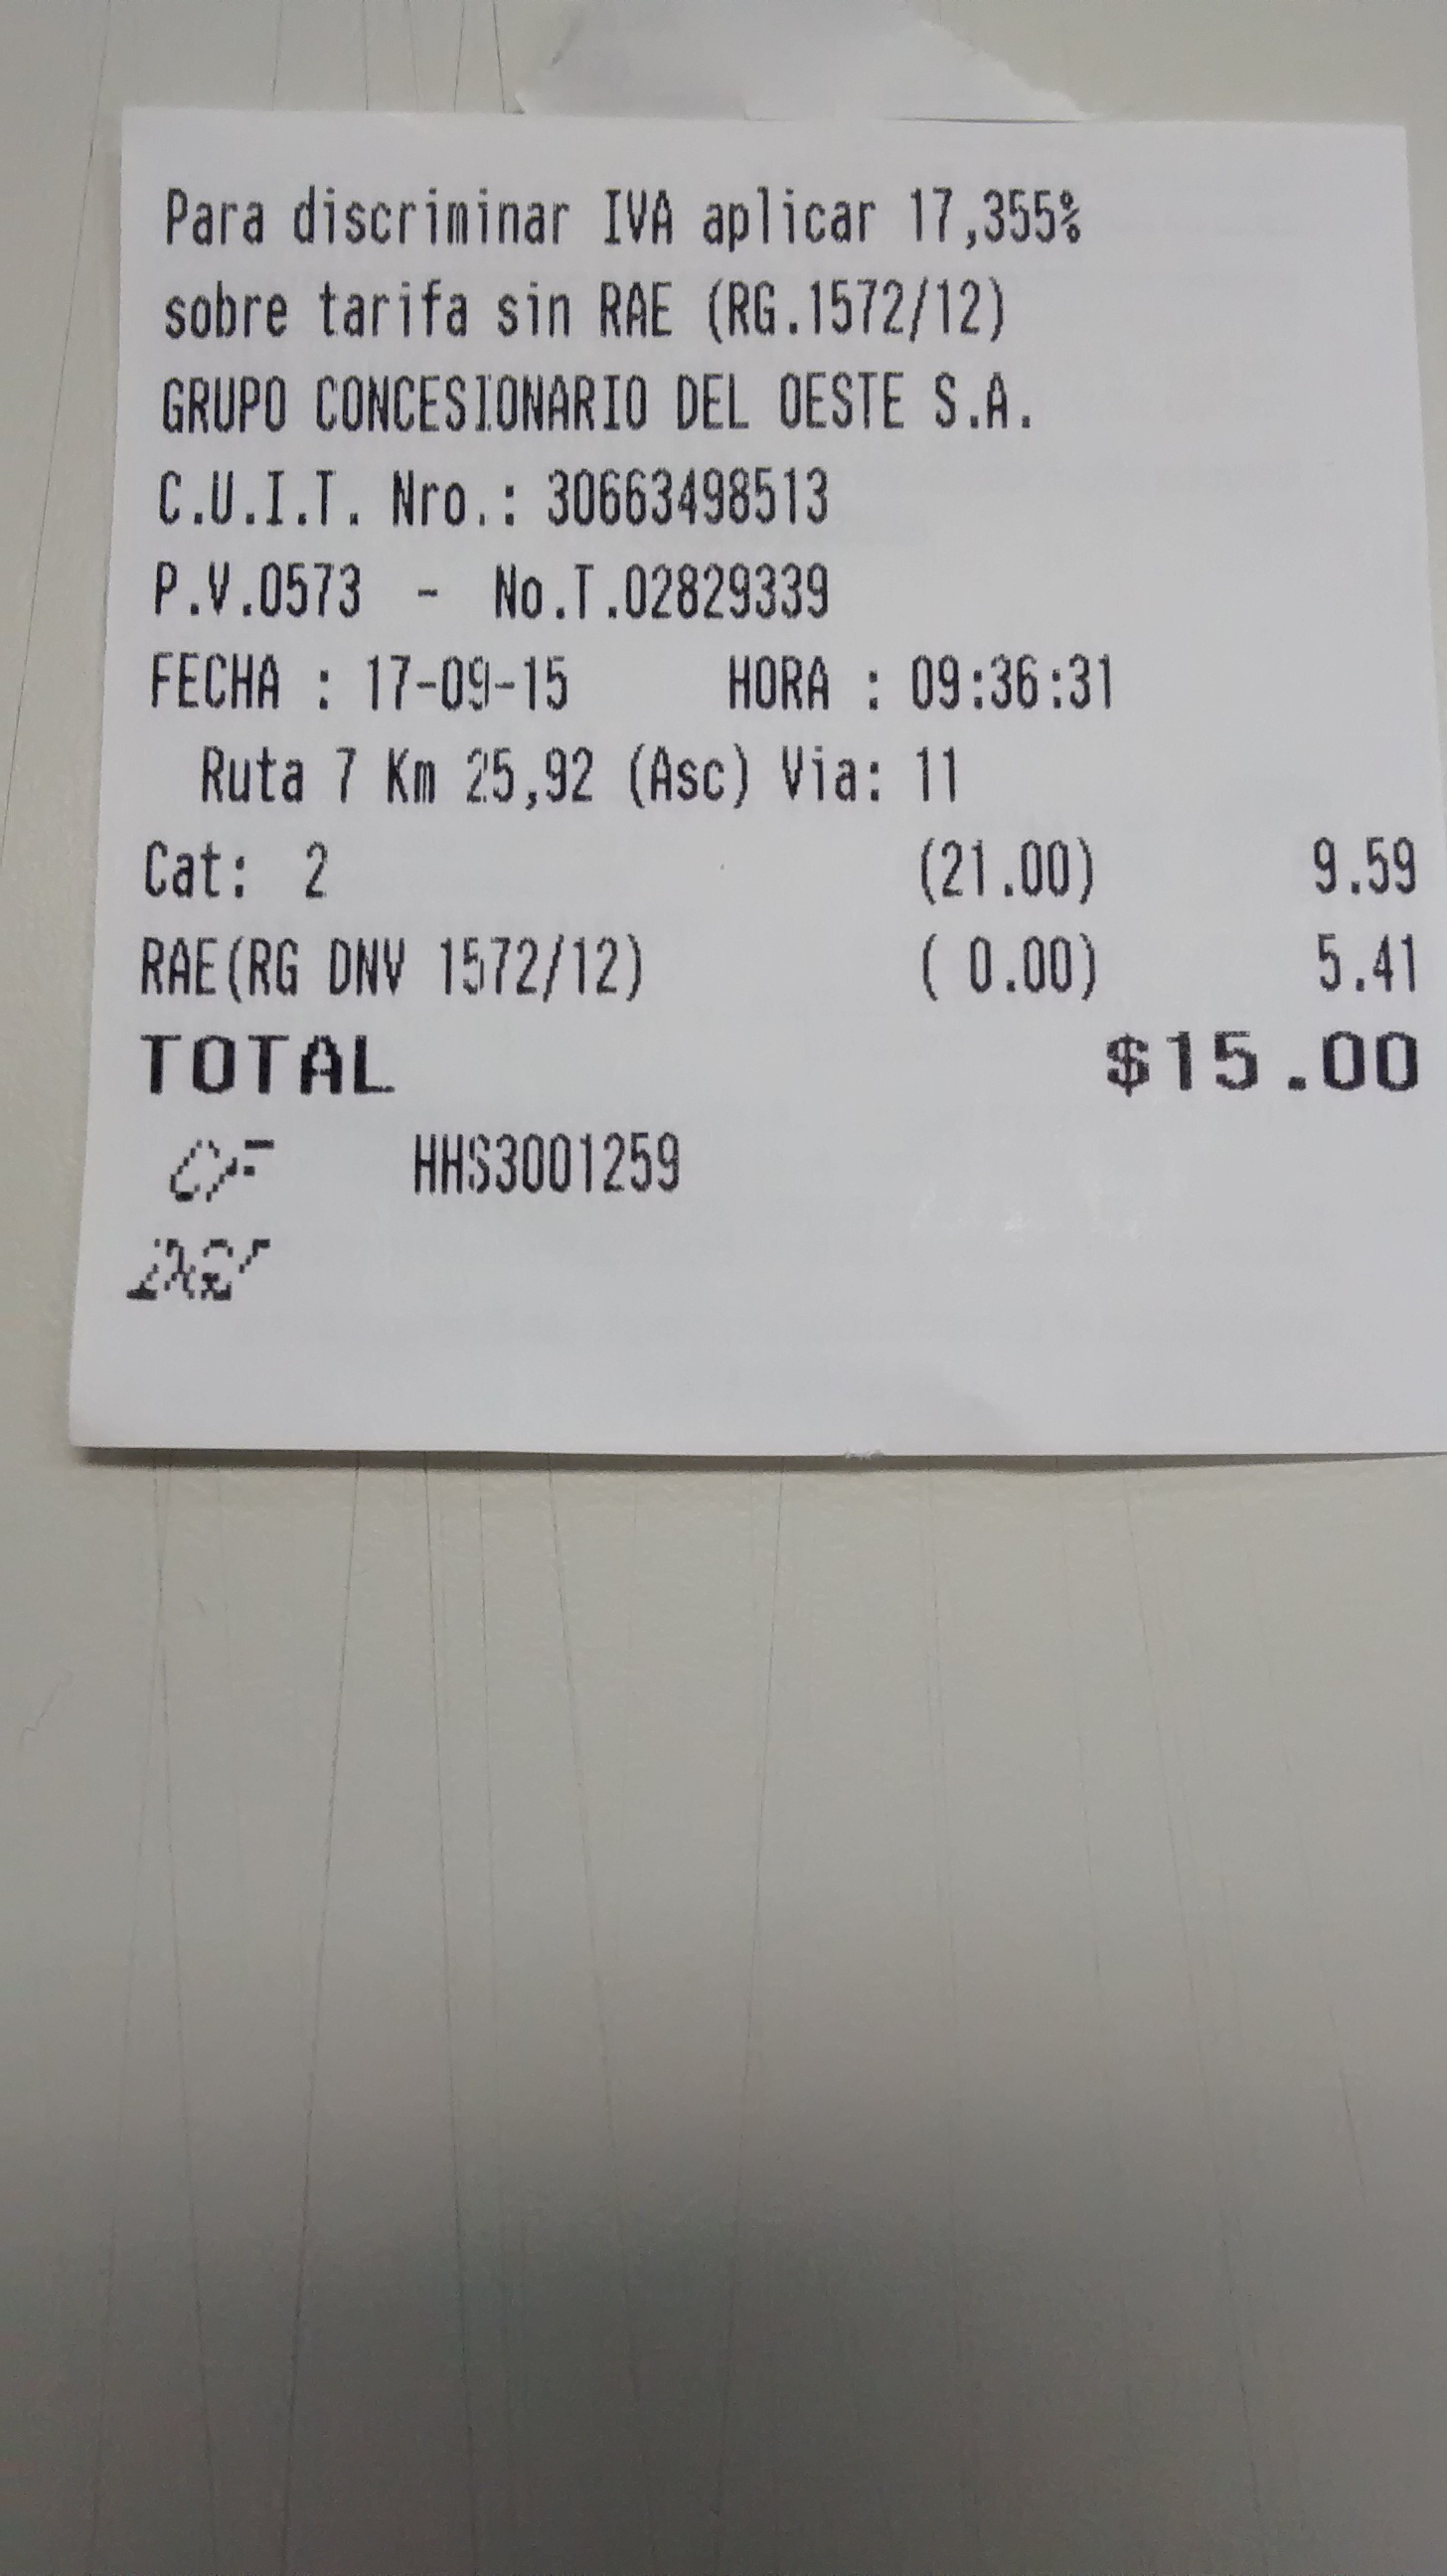 Para discriminar IVA aplicar 17,355%
sobre tarifa sin RAE (RG.1572/12)
GRUPO CONCESIONARIO DEL OESTE S.A.
C.U.I.T. Nro.: 30663498513
P.V.0573 - No.T.02829339
FECHA : 17-09-15 HORA : 09:36:31
Ruta 7 Km 25,92 (Asc) Via: 11
Cat: 2 (21.00) 9.59
RAE(RG DNV 1572/12) ( 0.00) 5.41
TOTAL $15.00
CF HHS3001259